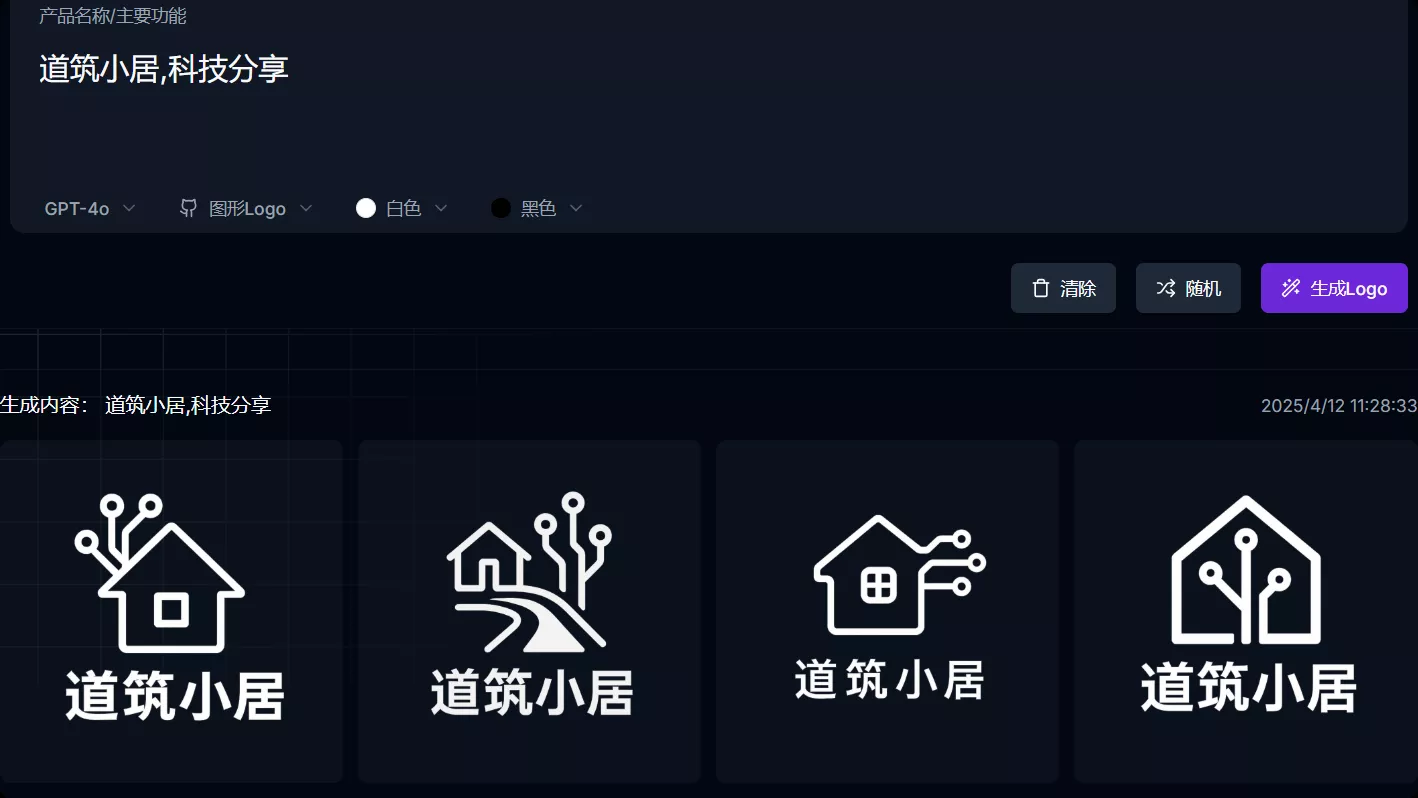 产品名称/主要功能
道筑小居,科技分享
GPT-4o 图形Logo 白色 黑色
清除 随机 生成Logo
生成内容： 道筑小居,科技分享 2025/4/12 11:28:33
道筑小居 道筑小居 道筑小居 道筑小居